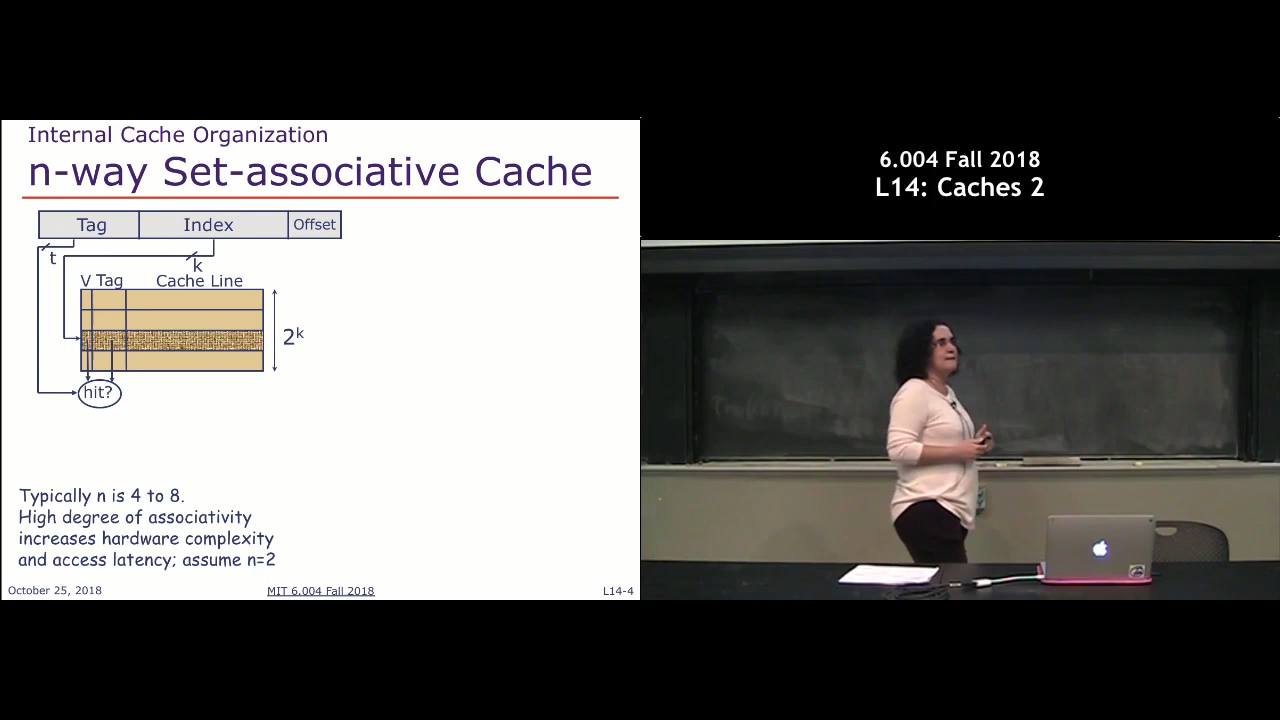 Internal Cache Organization
n-way Set-associative Cache
Tag Index Offset
t
k
V Tag Cache Line
2ᵏ
hit?
Typically n is 4 to 8.
High degree of associativity
increases hardware complexity
and access latency; assume n=2
October 25, 2018 MIT 6.004 Fall 2018 L14-4
6.004 Fall 2018
L14: Caches 2